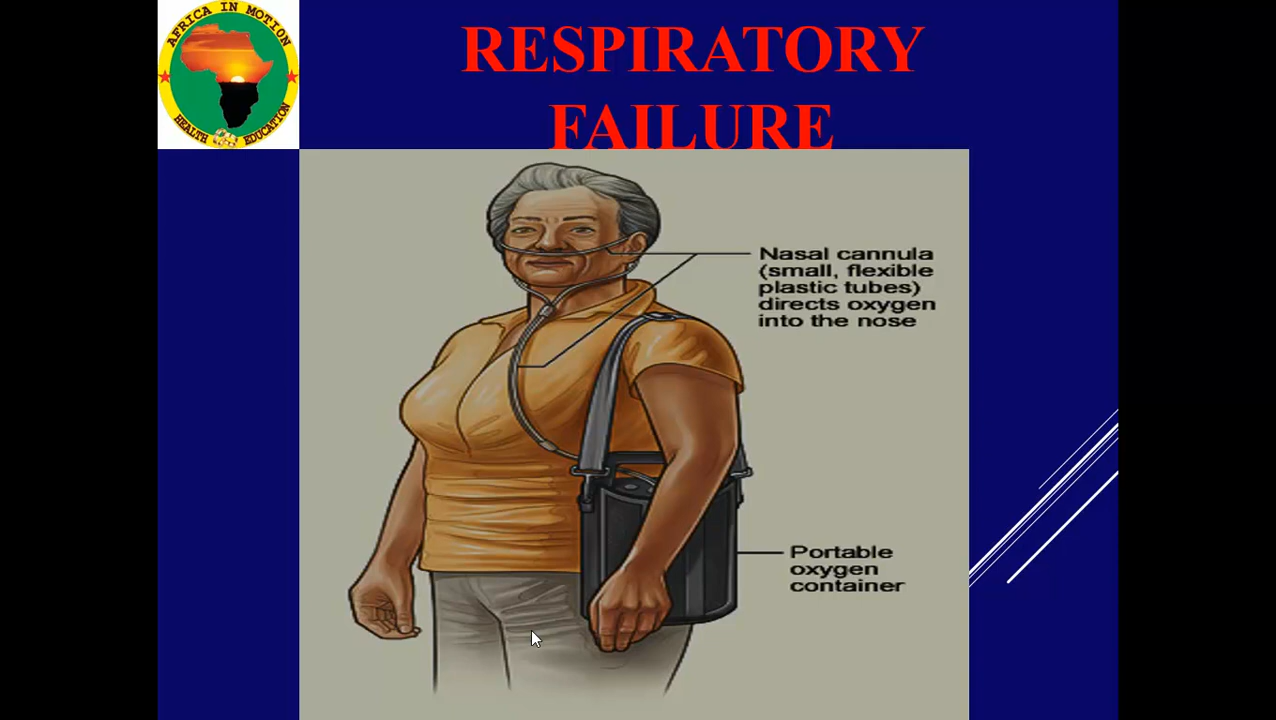 AFRICA IN MOTION
HEALTH EDUCATION
RESPIRATORY
FAILURE
Nasal cannula
(small, flexible
plastic tubes)
directs oxygen
into the nose
Portable
oxygen
container